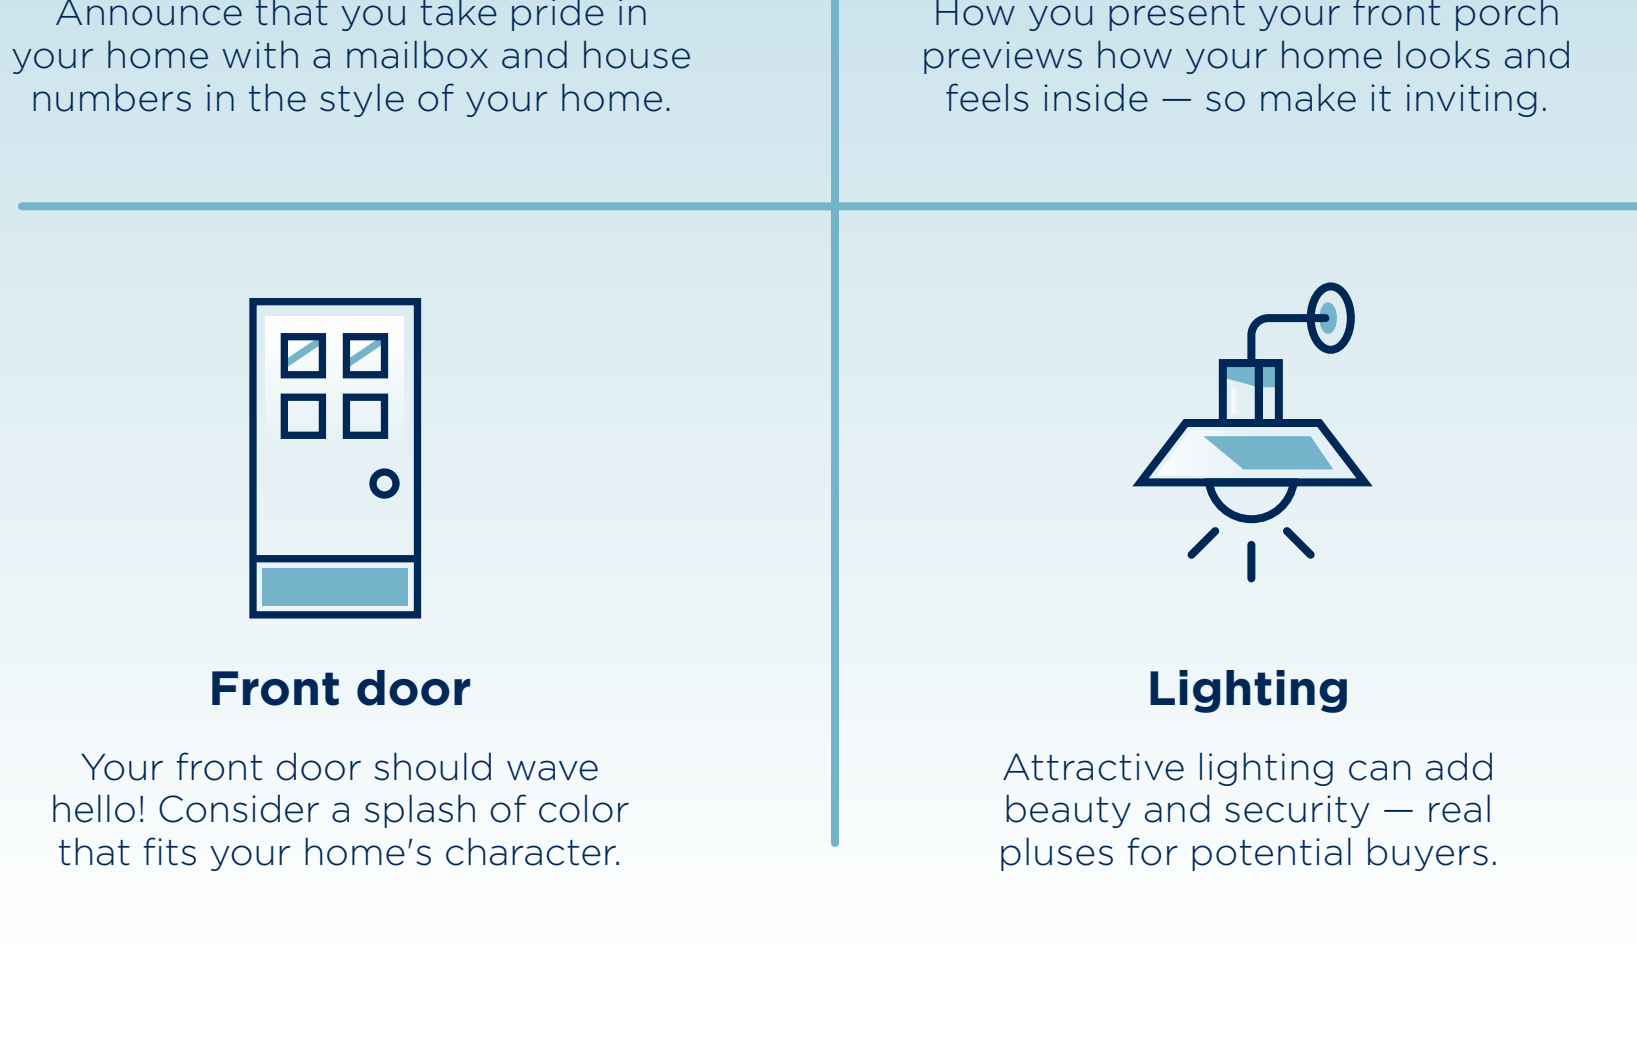 Announce that you take pride in
your home with a mailbox and house
numbers in the style of your home.
How you present your front porch
previews how your home looks and
feels inside — so make it inviting.
Front door
Your front door should wave
hello! Consider a splash of color
that fits your home's character.
Lighting
Attractive lighting can add
beauty and security — real
pluses for potential buyers.